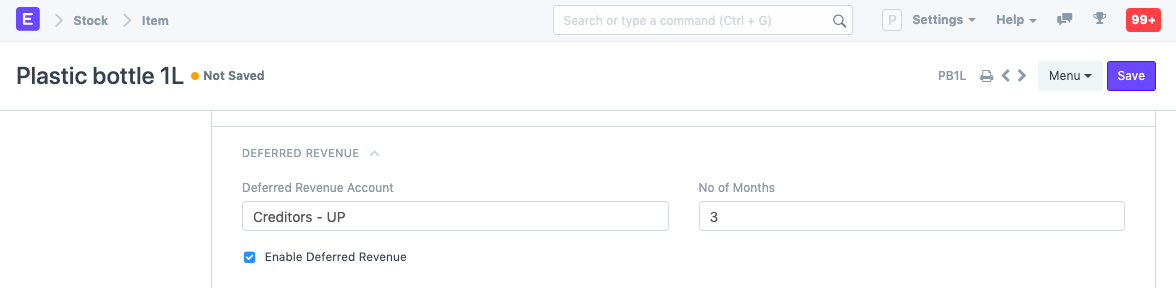 E Stock Item Search or type a command (Ctrl + G) P Settings Help 99+
Plastic bottle 1L Not Saved PB1L Menu Save
DEFERRED REVENUE
Deferred Revenue Account No of Months
Creditors - UP 3
Enable Deferred Revenue